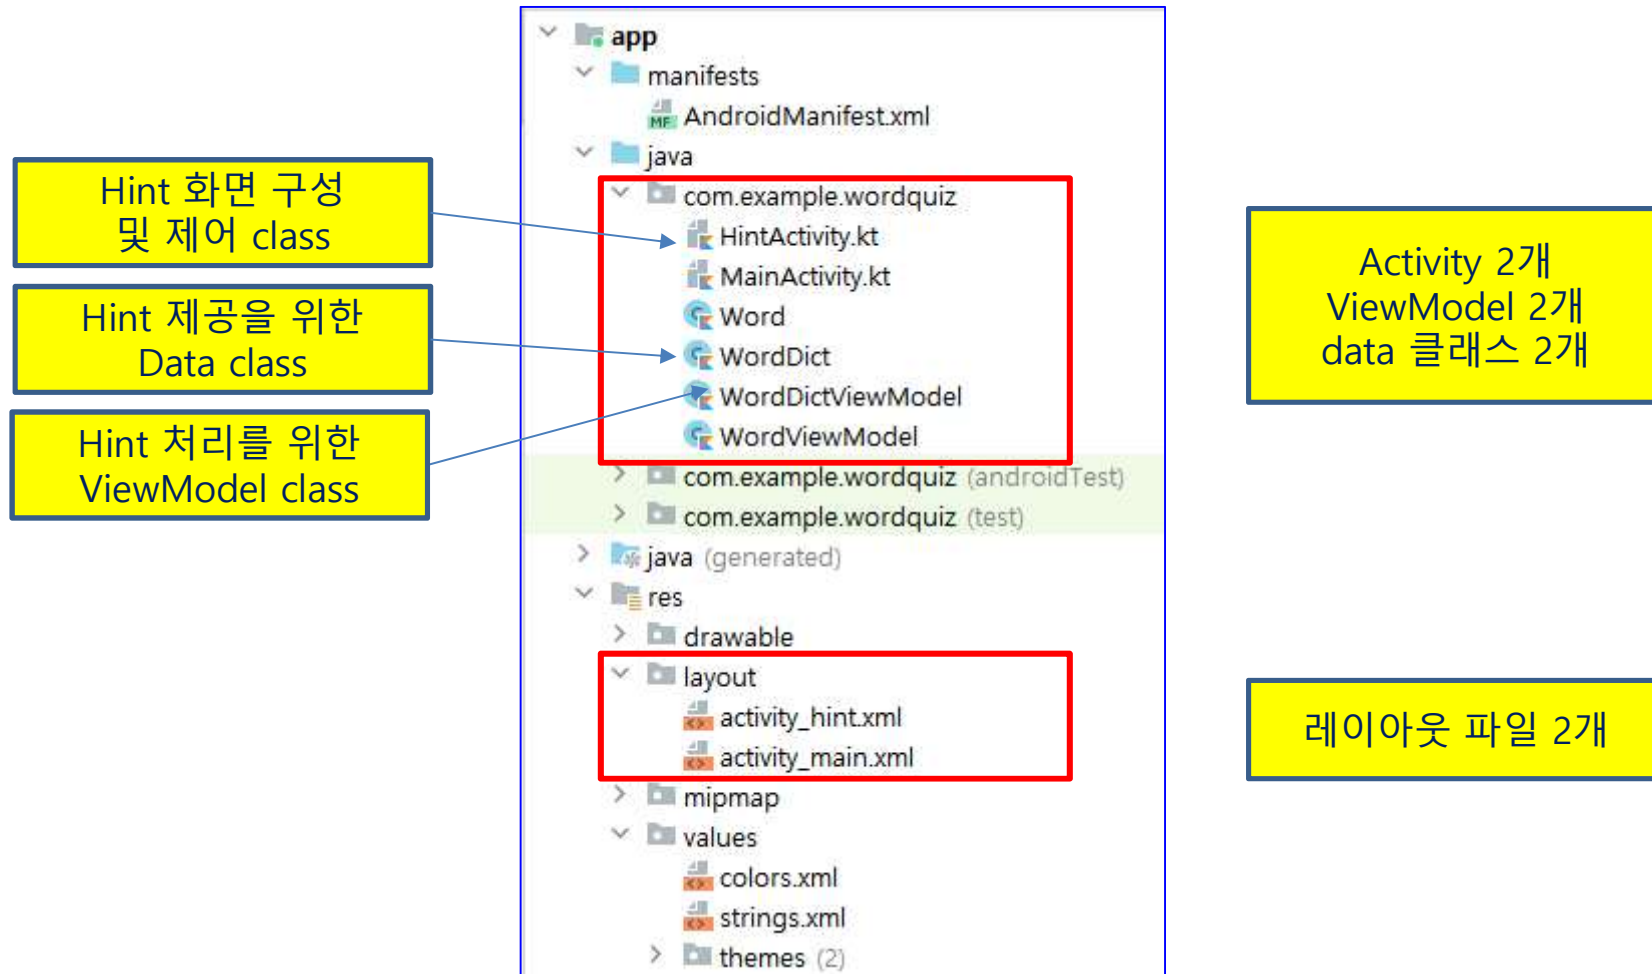 Hint 화면 구성
및 제어 class
Hint 제공을 위한
Data class
Hint 처리를 위한
ViewModel class
app
manifests
MF AndroidManifest.xml
java
com.example.wordquiz
HintActivity.kt
MainActivity.kt
Word
WordDict
WordDictViewModel
WordViewModel
com.example.wordquiz (androidTest)
com.example.wordquiz (test)
java (generated)
res
drawable
layout
activity_hint.xml
activity_main.xml
mipmap
values
colors.xml
strings.xml
themes (2)
Activity 2개
ViewModel 2개
data 클래스 2개
레이아웃 파일 2개